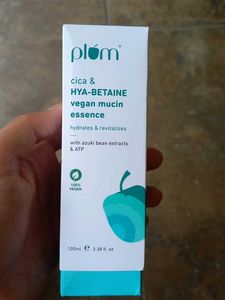 plum
cica &
HYA-BETAINE
vegan mucin
essence
hydrates & revitalizes
with azuki bean extracts
& ATP
100%
VEGAN
100ml e 3.38 fl. oz.